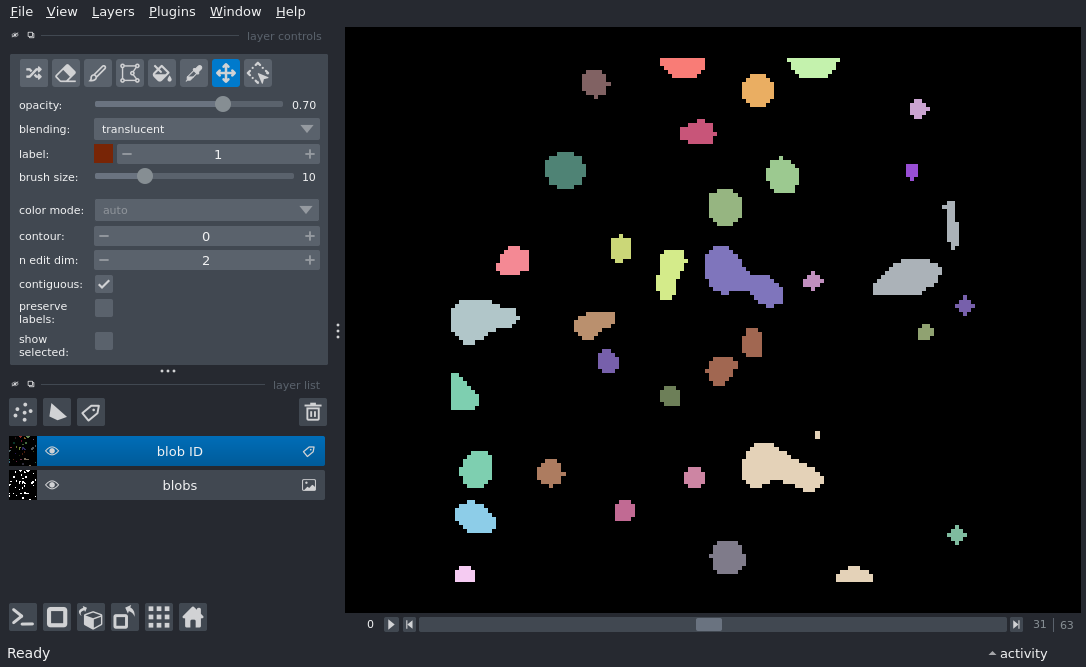 File View Layers Plugins Window Help
layer controls
opacity: 0.70
blending: translucent
label: 1
brush size: 10
color mode: auto
contour: 0
n edit dim: 2
contiguous:
preserve
labels:
show
selected:
layer list
blob ID
blobs
0 31 63
Ready activity